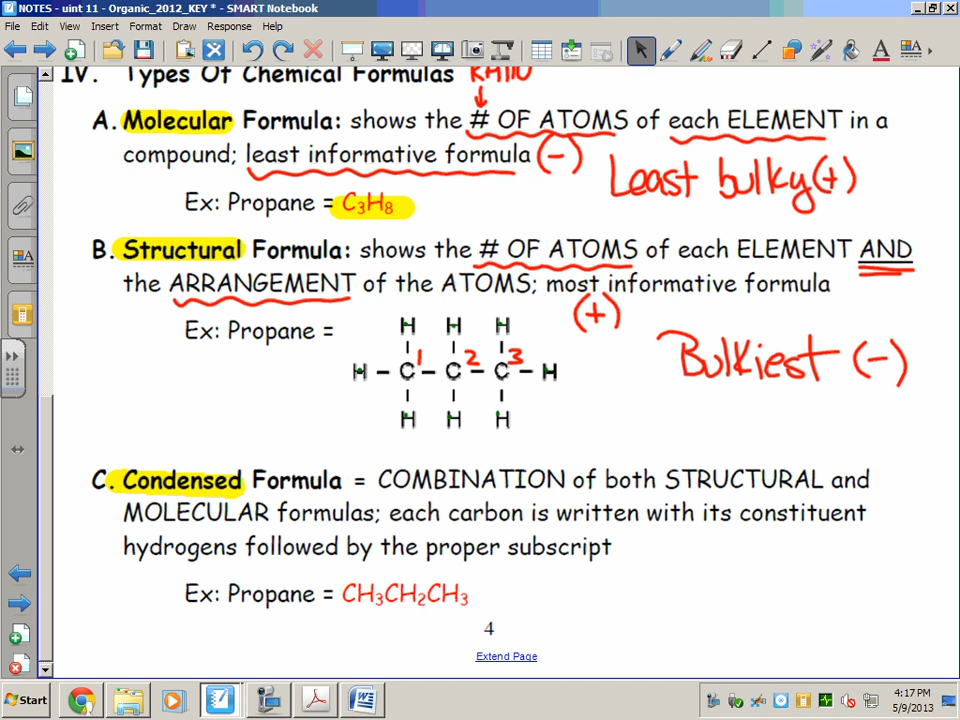 NOTES - uint 11 - Organic_2012_KEY * - SMART Notebook
File Edit View Insert Format Draw Response Help
IV. Types Of Chemical Formulas RATIO
A. Molecular Formula: shows the # OF ATOMS of each ELEMENT in a
compound; least informative formula (-) Least bulky (+)
Ex: Propane = C₃H₈
B. Structural Formula: shows the # OF ATOMS of each ELEMENT AND
the ARRANGEMENT of the ATOMS; most informative formula
(+)
Ex: Propane =
H H H
H - C 1 - C 2 - C 3 - H
H H H
Bulkiest (-)
C. Condensed Formula = COMBINATION of both STRUCTURAL and
MOLECULAR formulas; each carbon is written with its constituent
hydrogens followed by the proper subscript
Ex: Propane = CH₃CH₂CH₃
4
Extend Page
Start
4:17 PM
5/9/2013